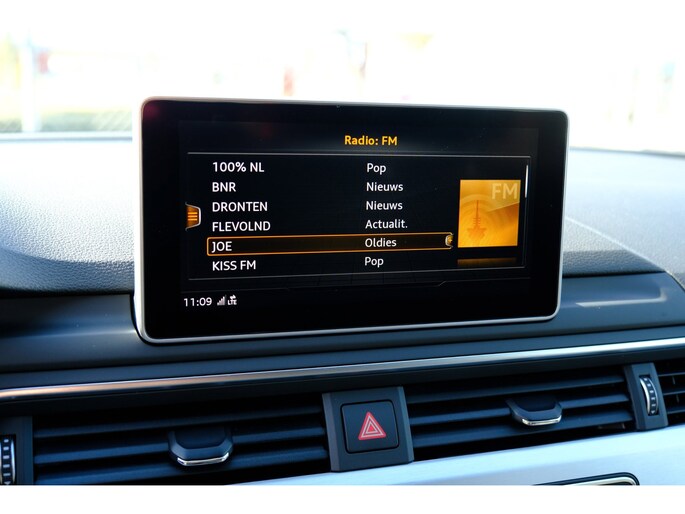 Radio: FM
100% NL Pop
BNR Nieuws
DRONTEN Nieuws
FLEVOLND Actualit.
JOE Oldies
KISS FM Pop
FM
11:09 LTE